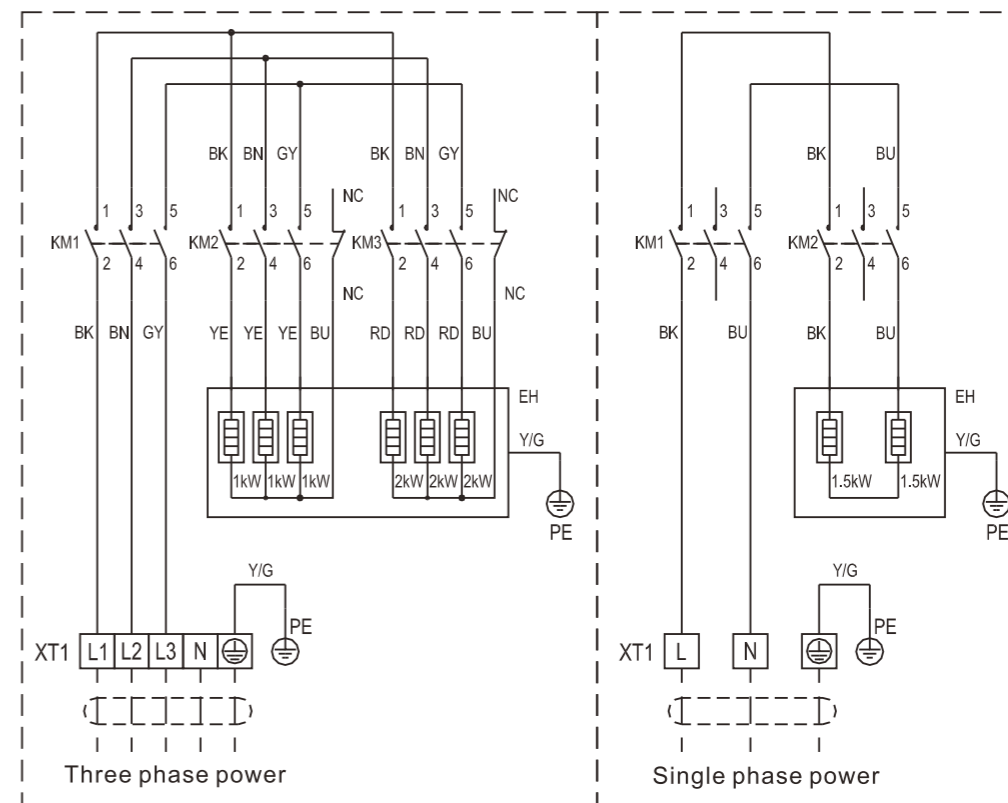 BK BN GY BK BN GY BK BU
NC NC
1 3 5 1 3 5 1 3 5 1 3 5 1 3 5
KM1 KM2 KM3 KM1 KM2
2 4 6 2 4 6 2 4 6 2 4 6 2 4 6
NC NC
BK BN GY YE YE YE BU RD RD RD BU BK BU BK BU
EH EH
Y/G Y/G
1kW 1kW 1kW 2kW 2kW 2kW 1.5kW 1.5kW
PE PE
Y/G Y/G
PE PE
XT1 L1 L2 L3 N XT1 L N
Three phase power Single phase power